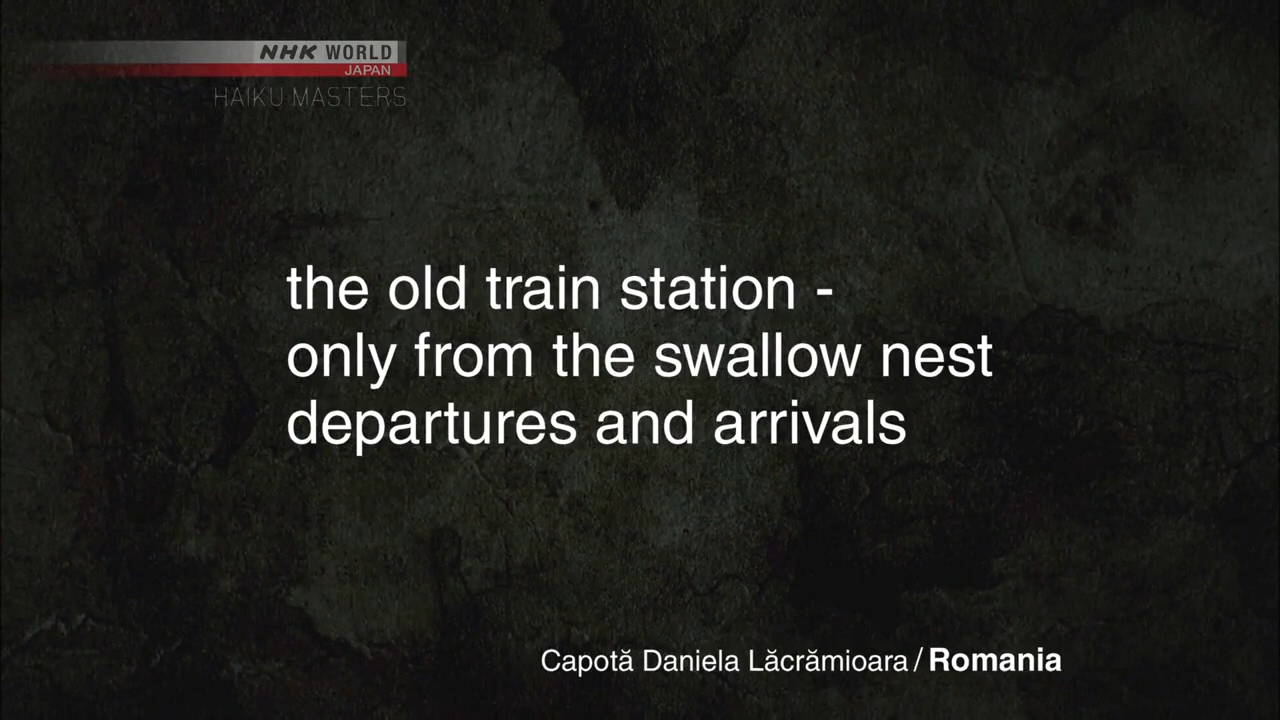 NHK WORLD
JAPAN
HAIKU MASTERS
the old train station -
only from the swallow nest
departures and arrivals
Capotă Daniela Lăcrămioara / Romania